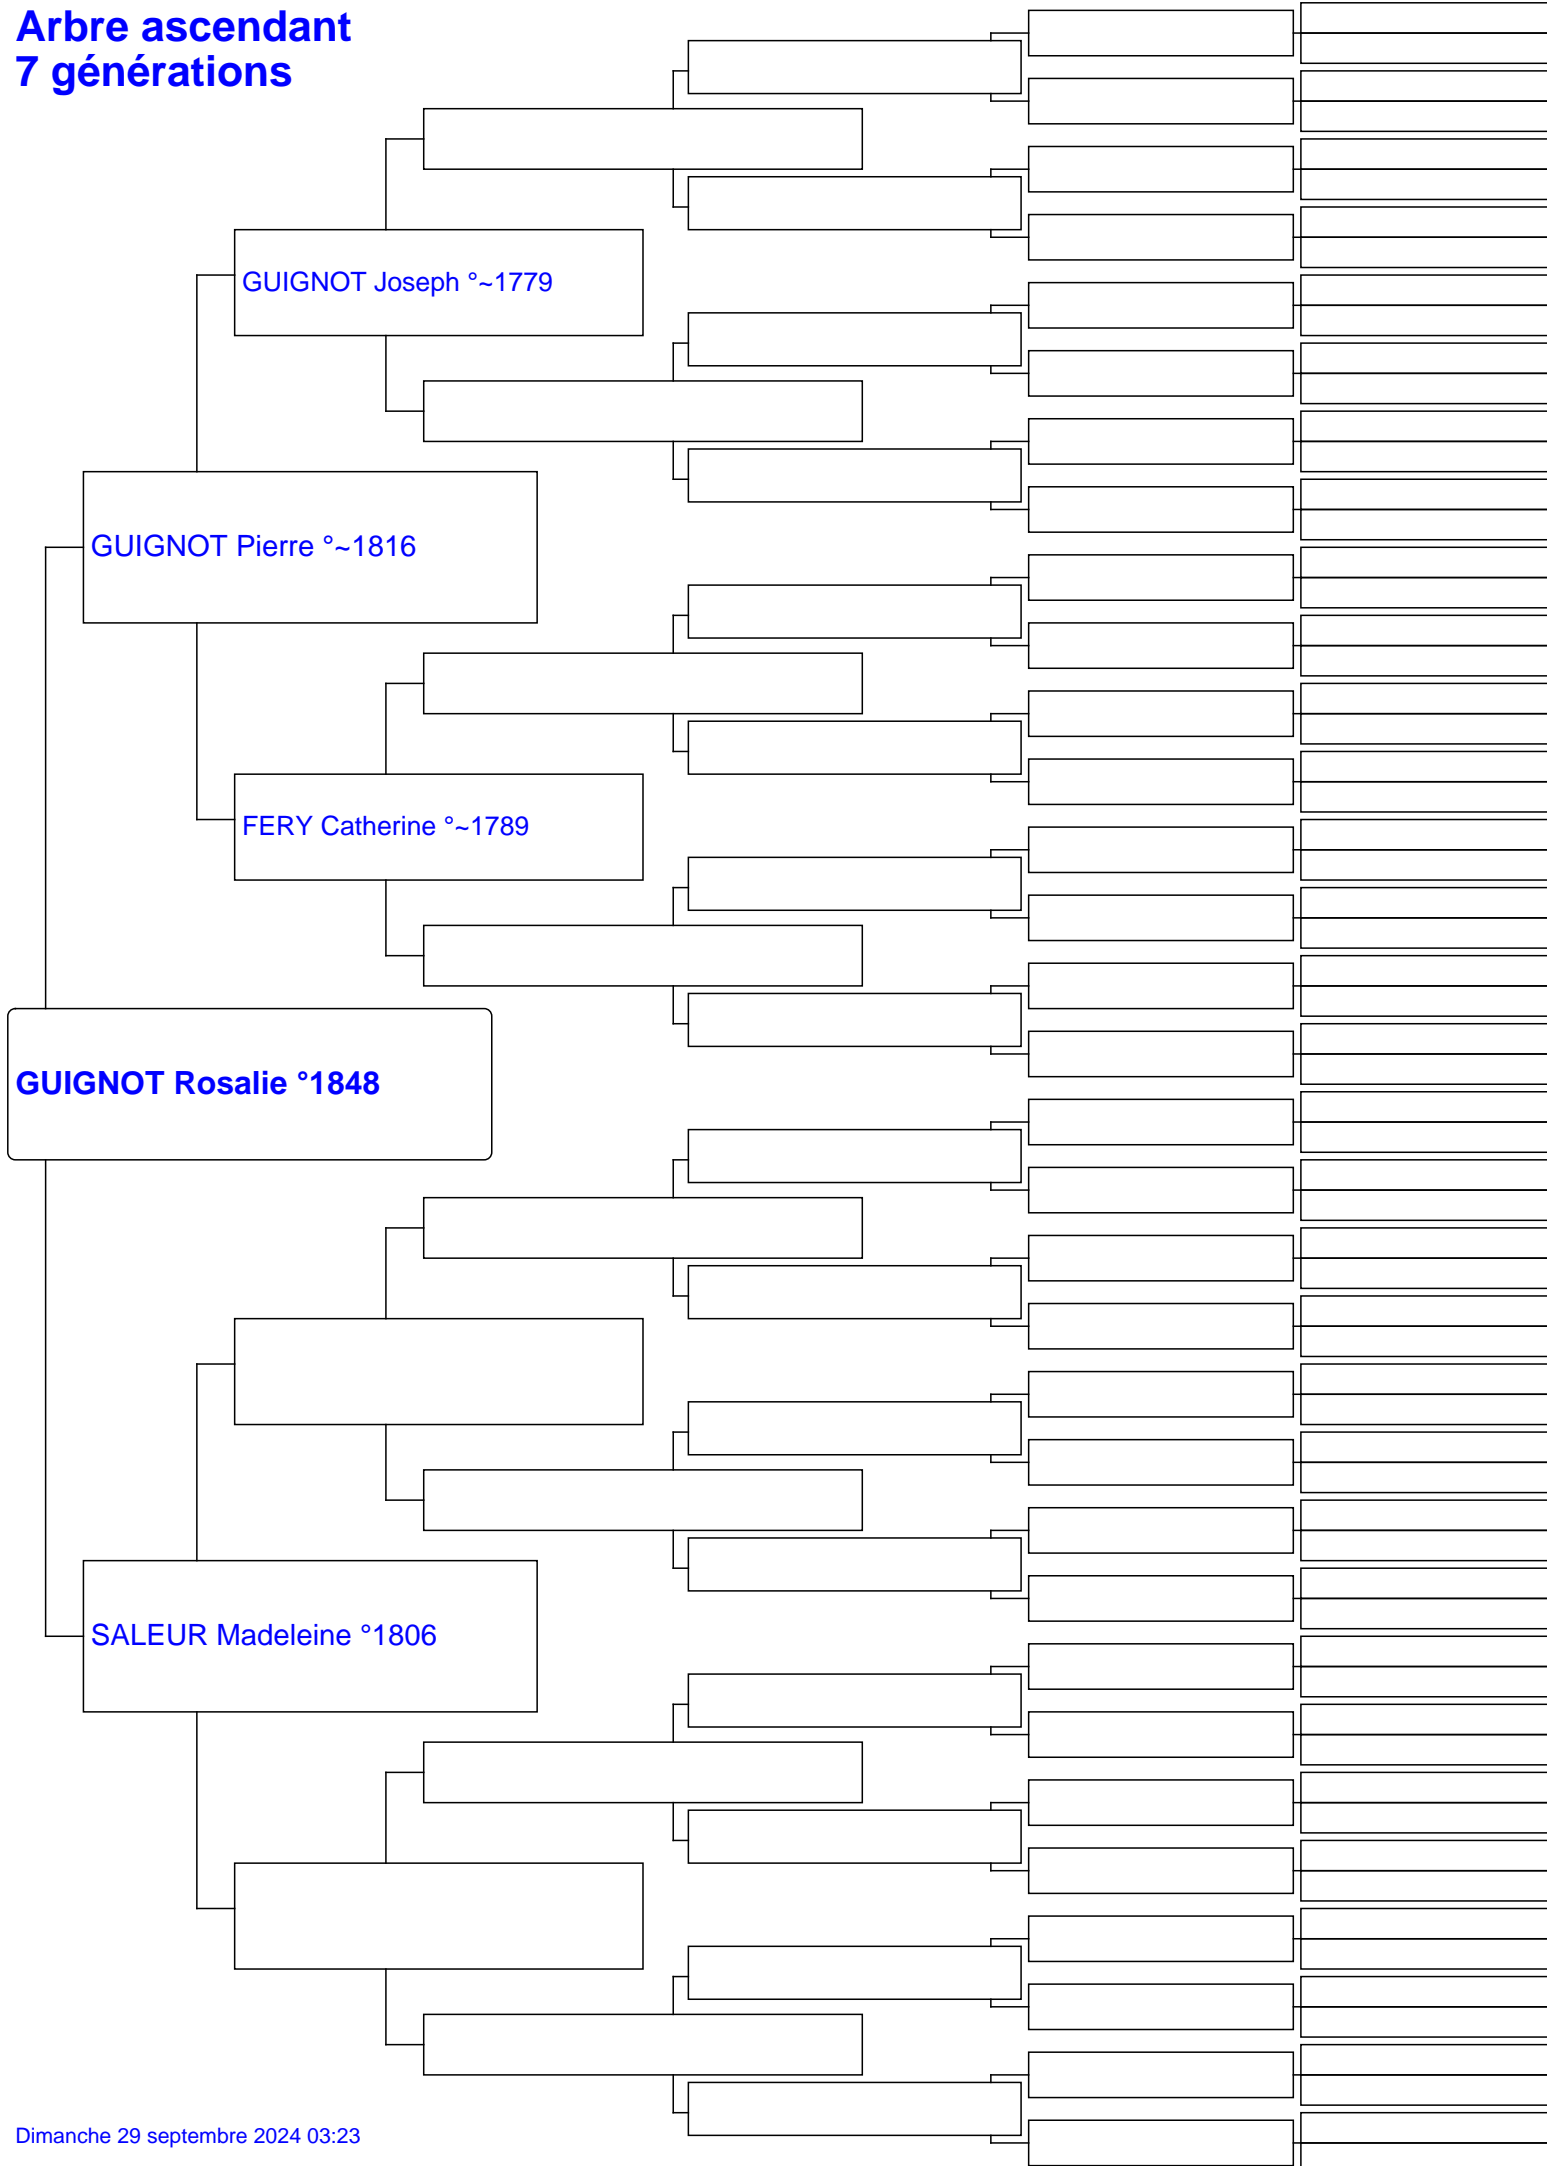 Arbre ascendant
7 générations
GUIGNOT Joseph °~1779
GUIGNOT Pierre °~1816
FERY Catherine °~1789
GUIGNOT Rosalie °1848
SALEUR Madeleine °1806
Dimanche 29 septembre 2024 03:23